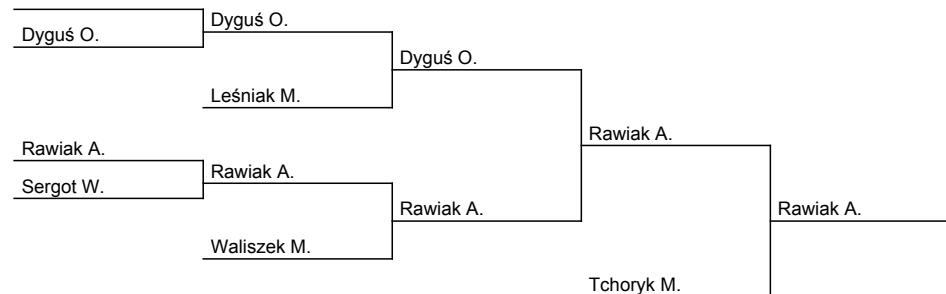 Dyguś O.
Dyguś O.
Dyguś O.
Leśniak M.
Rawiak A.
Rawiak A.
Sergot W.
Rawiak A.
Rawiak A.
Rawiak A.
Waliszek M.
Tchoryk M.